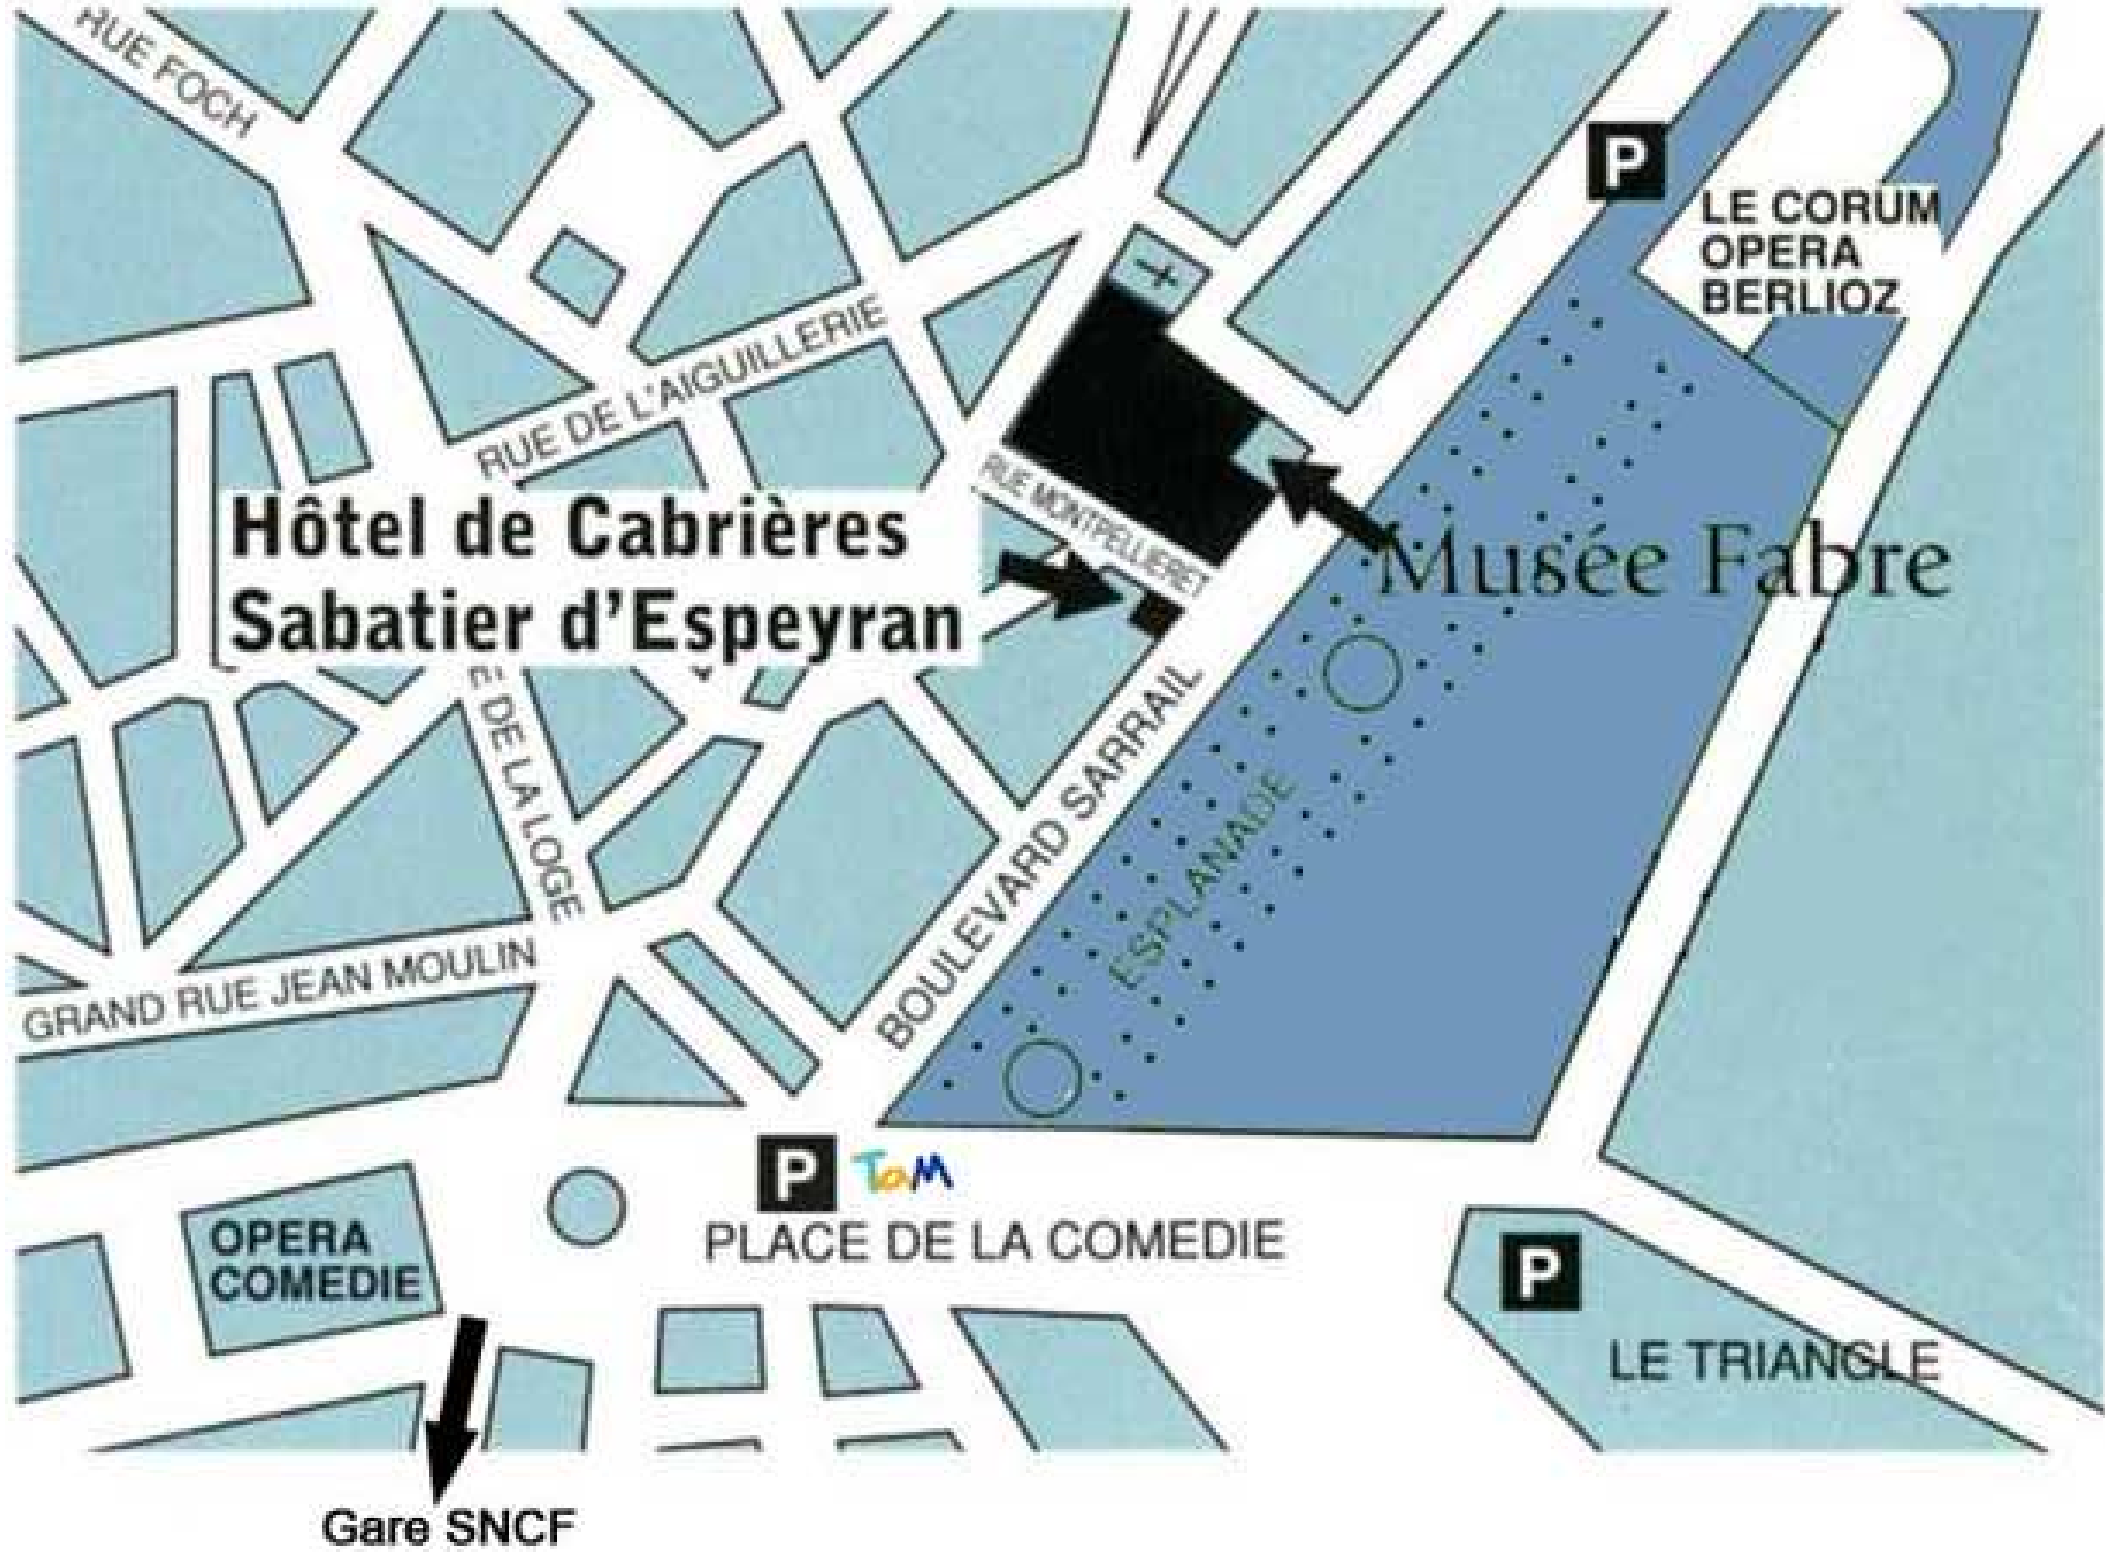 RUE FOCH
P
LE CORUM
OPERA
BERLIOZ
RUE DE L'AIGUILLERIE
RUE MONTPELLIERET
Hôtel de Cabrières
Sabatier d'Espeyran
Musée Fabre
DE LA LOGE
BOULEVARD SARRAIL
ESPLANADE
GRAND RUE JEAN MOULIN
P TaM
PLACE DE LA COMEDIE
OPERA
COMEDIE
P
LE TRIANGLE
Gare SNCF